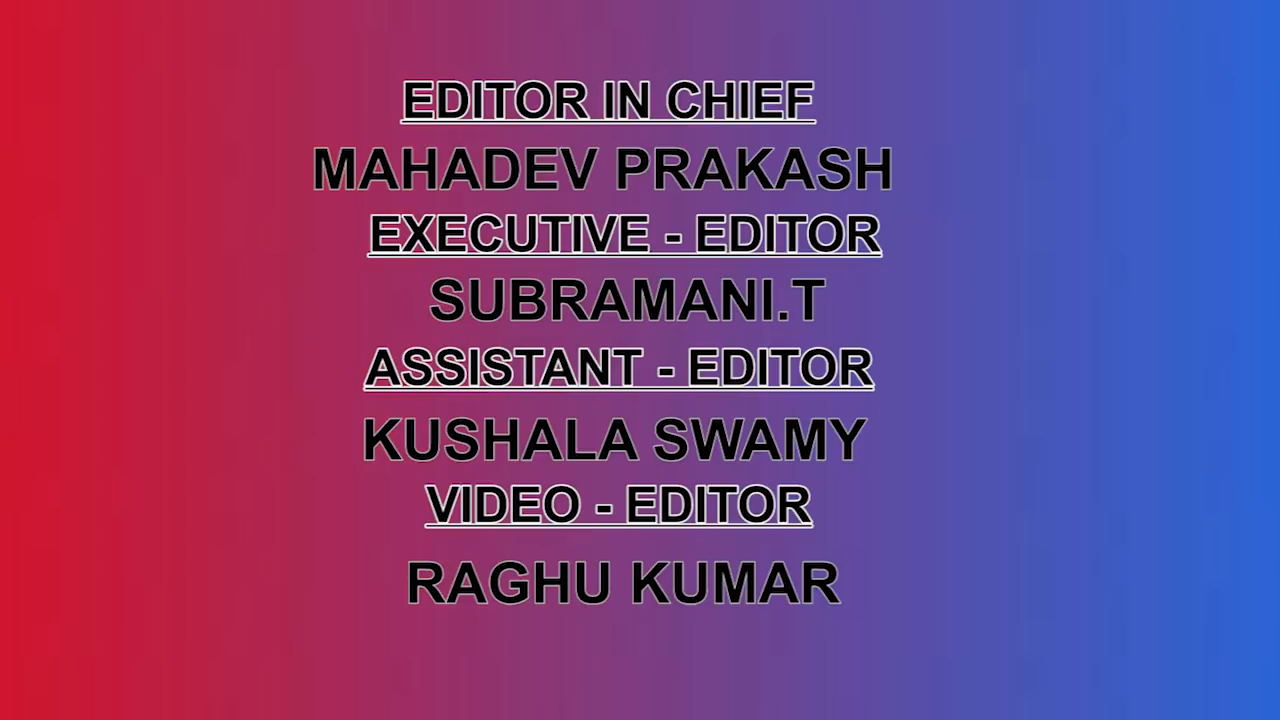 EDITOR IN CHIEF
MAHADEV PRAKASH
EXECUTIVE - EDITOR
SUBRAMANI.T
ASSISTANT - EDITOR
KUSHALA SWAMY
VIDEO - EDITOR
RAGHU KUMAR